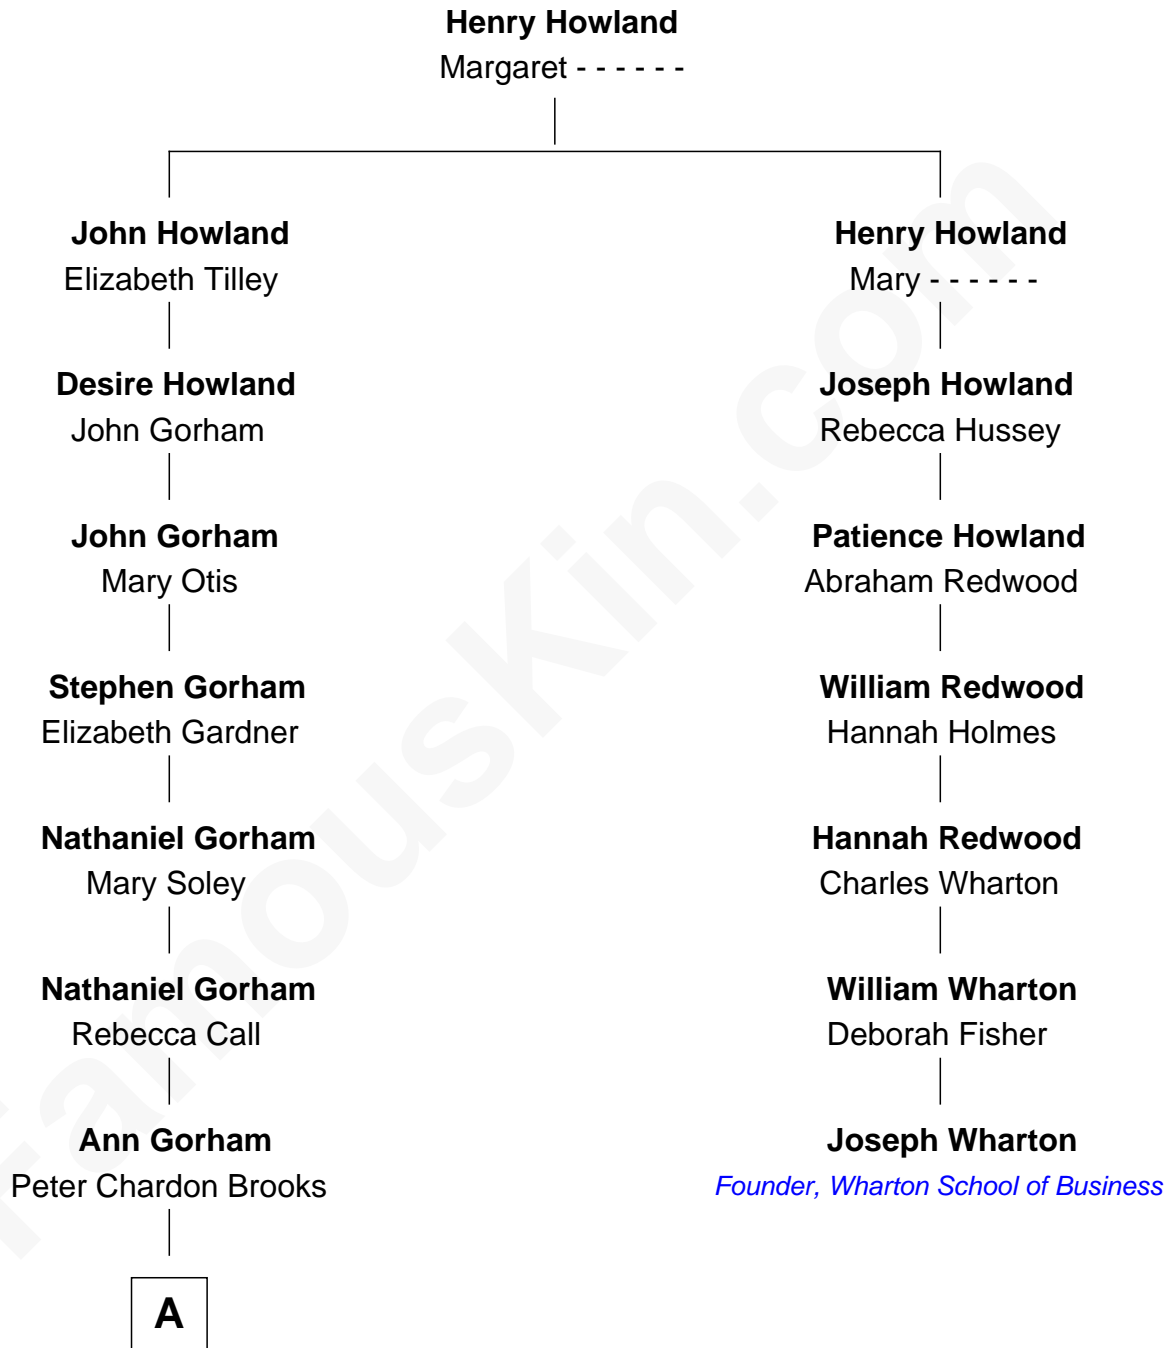 Henry Howland
Margaret - - - - - -
John Howland
Elizabeth Tilley
Henry Howland
Mary - - - - - -
Desire Howland
John Gorham
Joseph Howland
Rebecca Hussey
John Gorham
Mary Otis
Patience Howland
Abraham Redwood
Stephen Gorham
Elizabeth Gardner
William Redwood
Hannah Holmes
Nathaniel Gorham
Mary Soley
Hannah Redwood
Charles Wharton
Nathaniel Gorham
Rebecca Call
William Wharton
Deborah Fisher
Ann Gorham
Peter Chardon Brooks
Joseph Wharton
Founder, Wharton School of Business
A
FamousKin.com